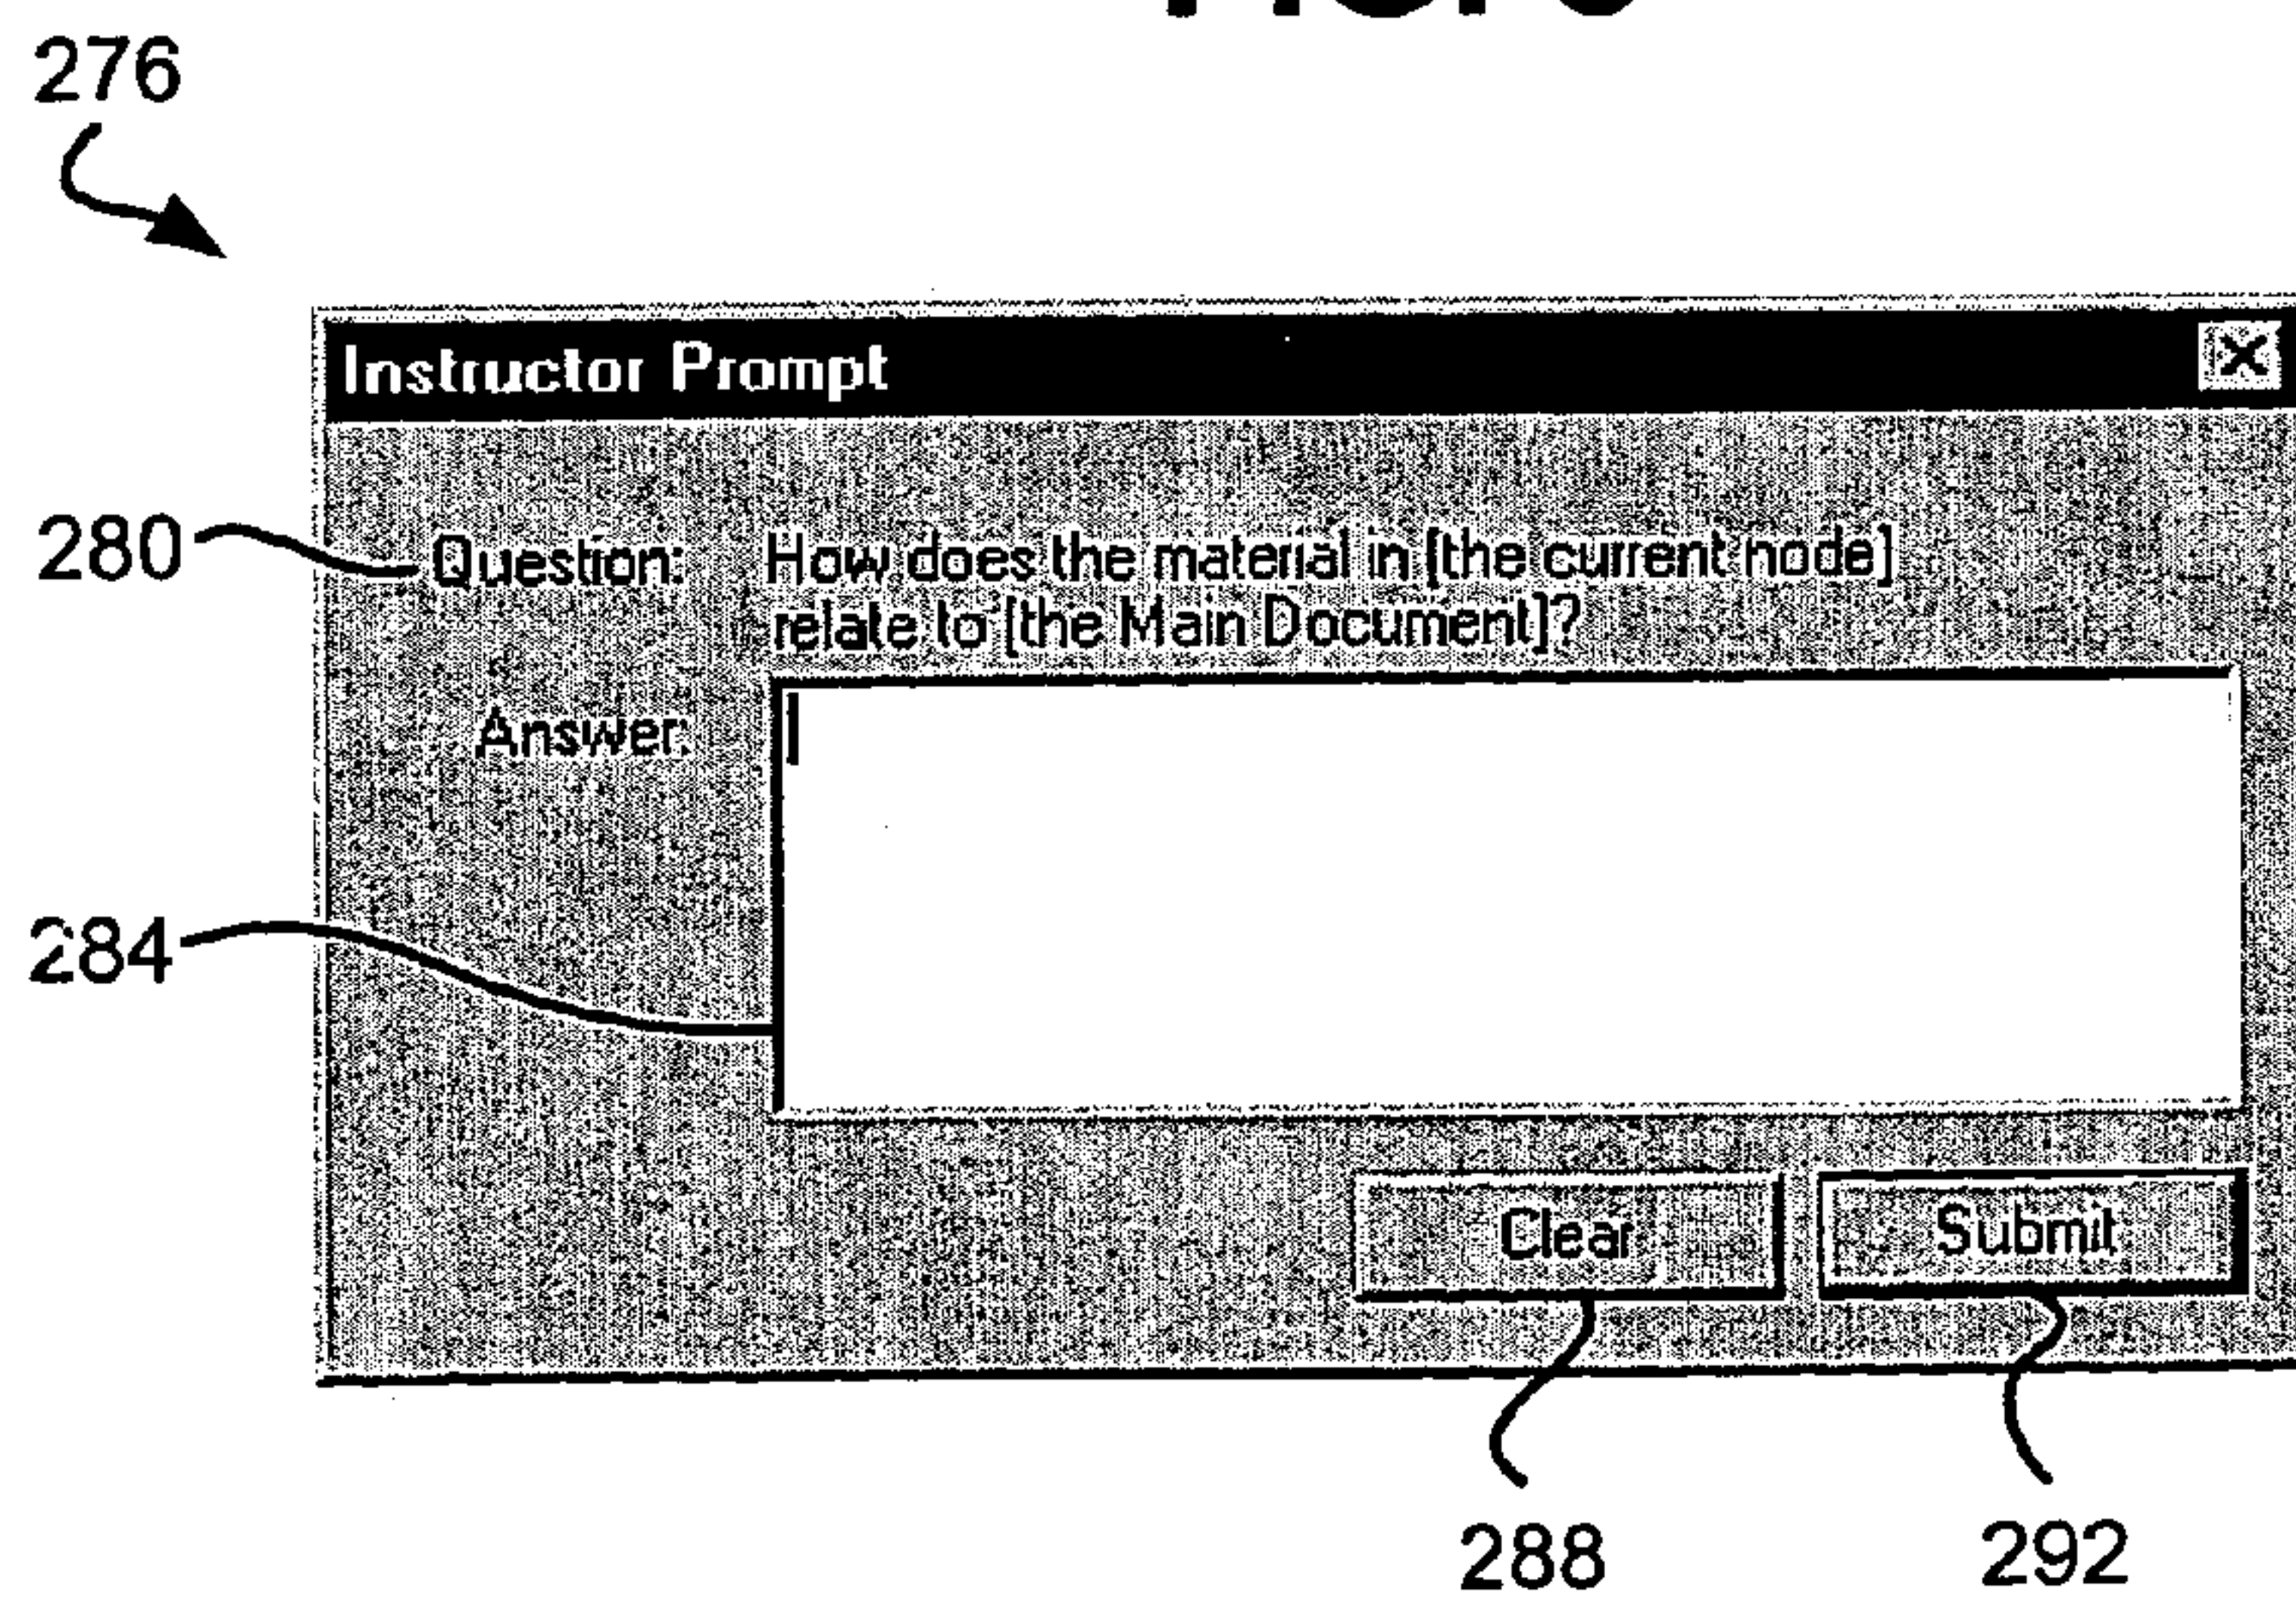 276
Instructor Prompt
280
Question: How does the material in [the current node]
relate to [the Main Document]?
Answer:
284
Clear
Submit
288
292